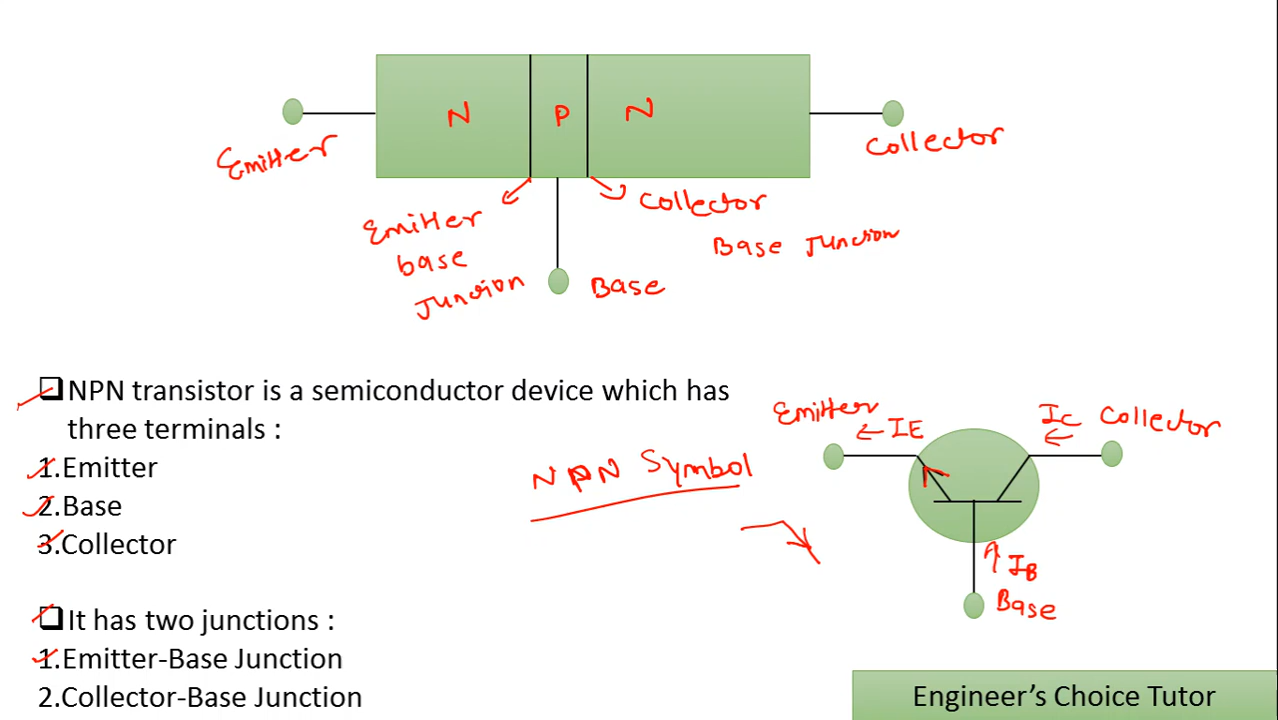 N P N
Emitter
Collector
Emitter
base
Junction
Collector
Base Junction
Base
NPN transistor is a semiconductor device which has
three terminals :
1.Emitter
2.Base
3.Collector
NPN Symbol
Emitter
IE
Ic Collector
IB
Base
It has two junctions :
1.Emitter-Base Junction
2.Collector-Base Junction
Engineer’s Choice Tutor